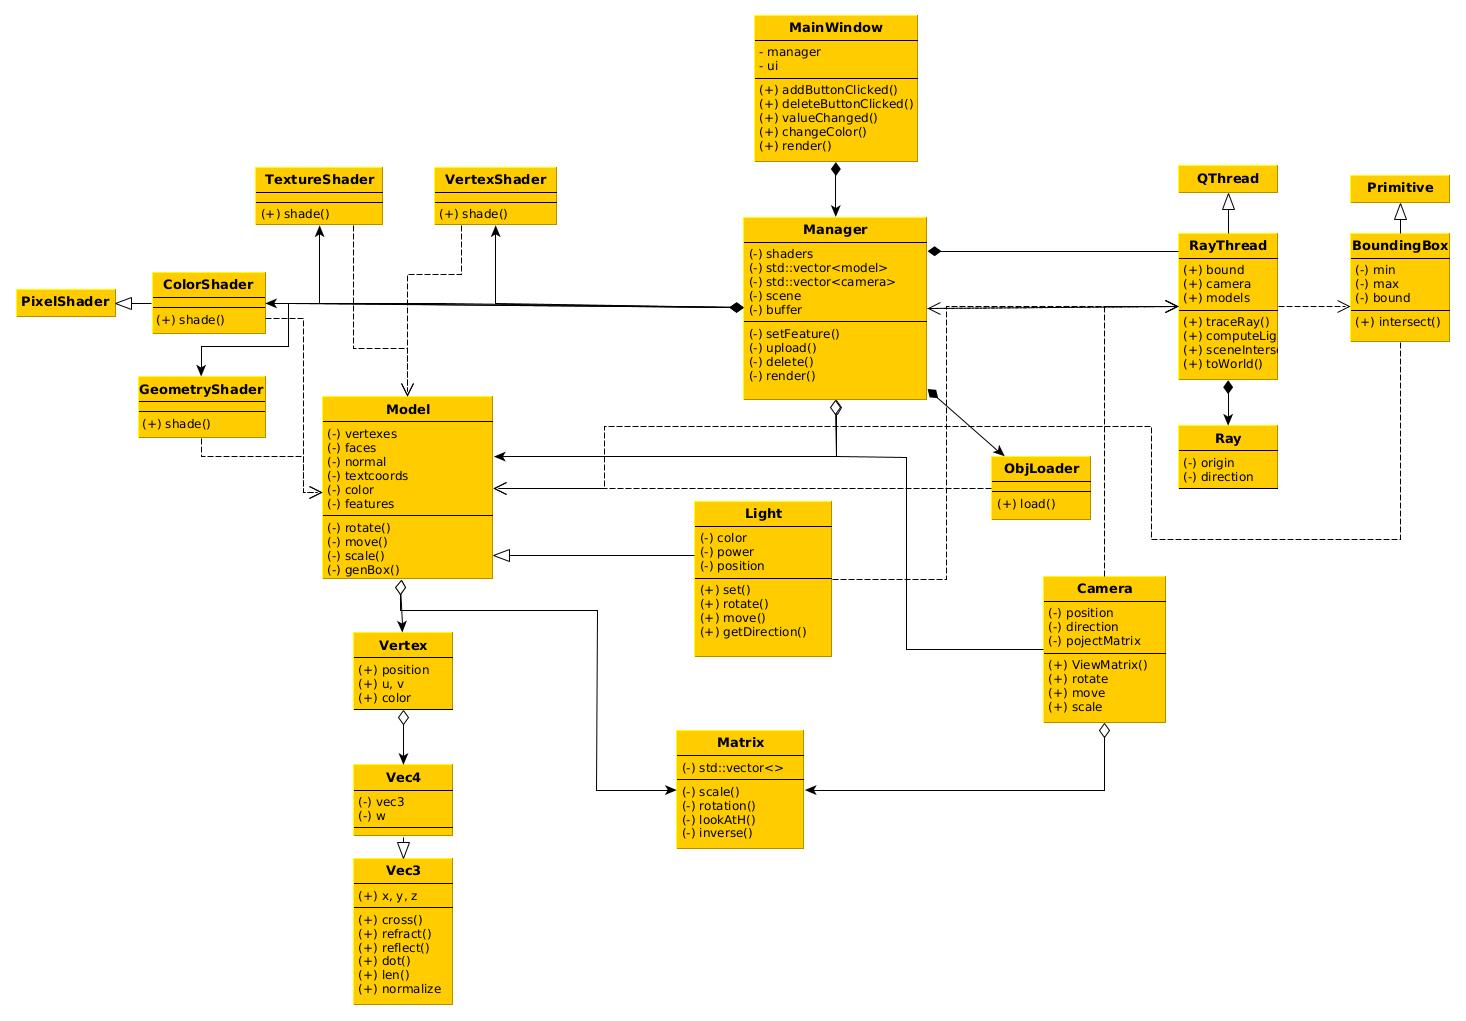 MainWindow
- manager
- ui
(+) addButtonClicked()
(+) deleteButtonClicked()
(+) valueChanged()
(+) changeColor()
(+) render()
TextureShader
(+) shade()
VertexShader
(+) shade()
QThread
Primitive
Manager
(-) shaders
(-) std::vector<model>
(-) std::vector<camera>
(-) scene
(-) buffer
(-) setFeature()
(-) upload()
(-) delete()
(-) render()
RayThread
(+) bound
(+) camera
(+) models
(+) traceRay()
(+) computeLig
(+) sceneInters
(+) toWorld()
BoundingBox
(-) min
(-) max
(-) bound
(+) intersect()
PixelShader
ColorShader
(+) shade()
GeometryShader
(+) shade()
Model
(-) vertexes
(-) faces
(-) normal
(-) textcoords
(-) color
(-) features
(-) rotate()
(-) move()
(-) scale()
(-) genBox()
Ray
(-) origin
(-) direction
ObjLoader
(+) load()
Light
(-) color
(-) power
(-) position
(+) set()
(+) rotate()
(+) move()
(+) getDirection()
Camera
(-) position
(-) direction
(-) pojectMatrix
(+) ViewMatrix()
(+) rotate
(+) move
(+) scale
Vertex
(+) position
(+) u, v
(+) color
Matrix
(-) std::vector<>
(-) scale()
(-) rotation()
(-) lookAtH()
(-) inverse()
Vec4
(-) vec3
(-) w
Vec3
(+) x, y, z
(+) cross()
(+) refract()
(+) reflect()
(+) dot()
(+) len()
(+) normalize